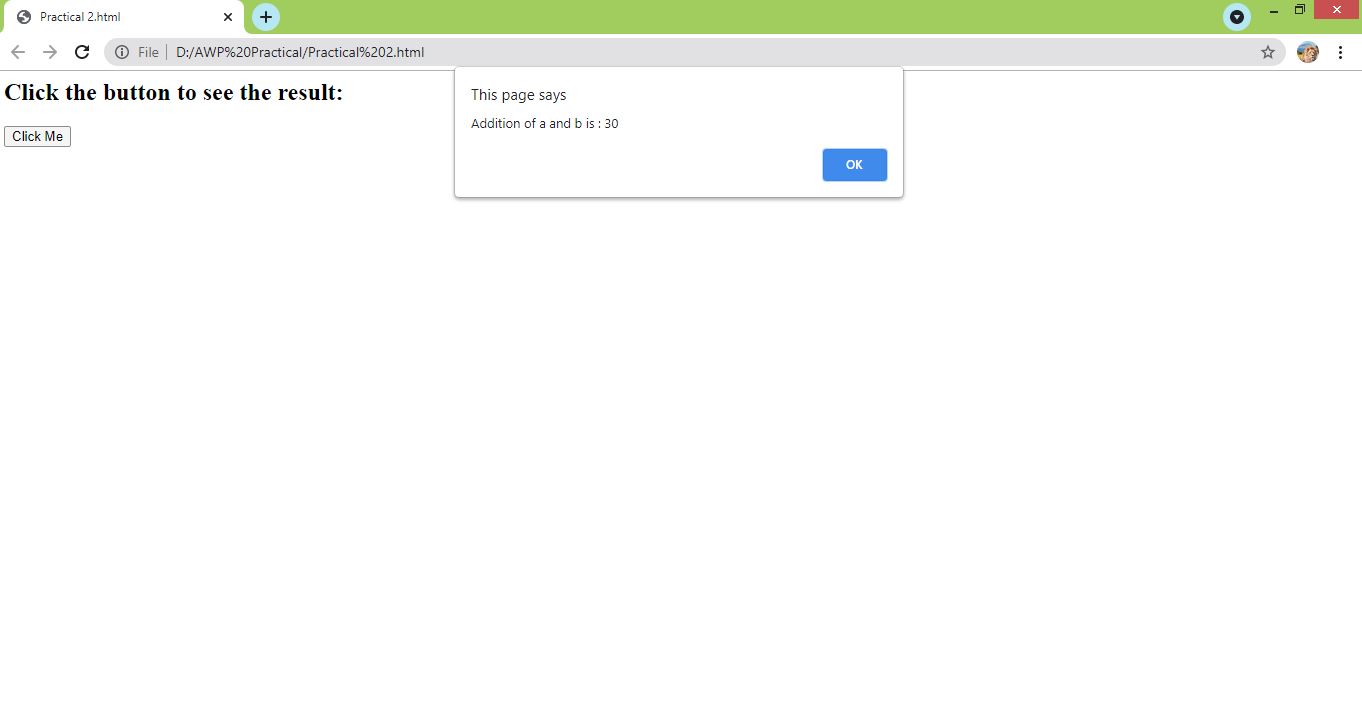 Practical 2.html
File D:/AWP%20Practical/Practical%202.html
Click the button to see the result:
Click Me
This page says
Addition of a and b is : 30
OK